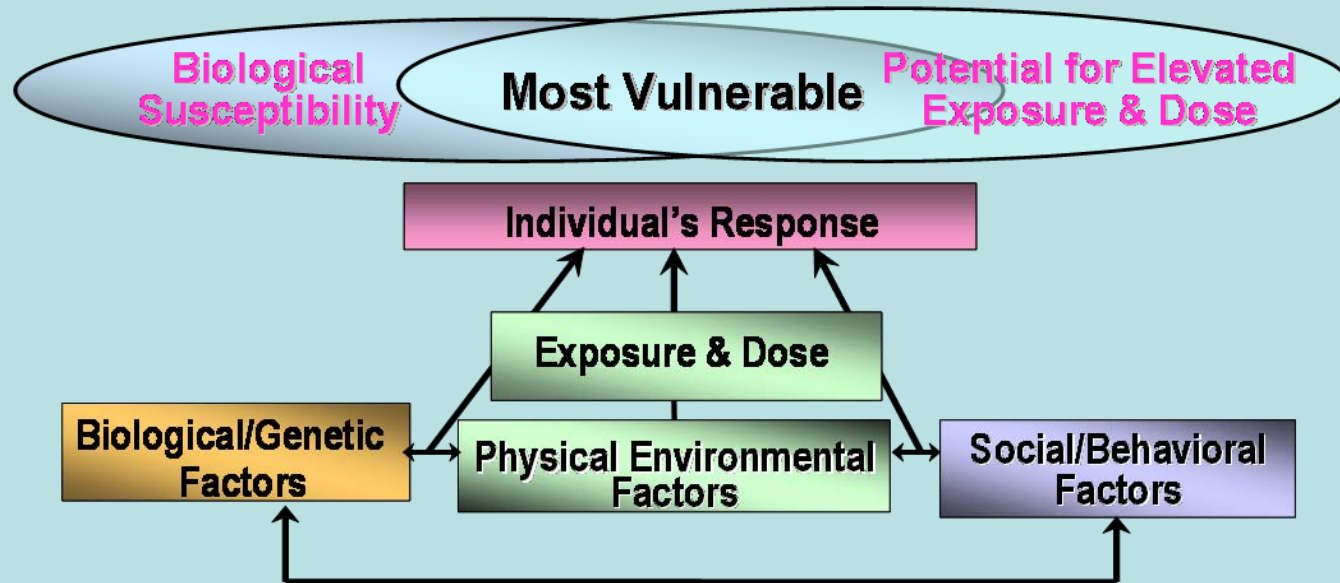 Biological
Susceptibility
Most Vulnerable
Potential for Elevated
Exposure & Dose
Individual's Response
Exposure & Dose
Biological/Genetic
Factors
Physical Environmental
Factors
Social/Behavioral
Factors